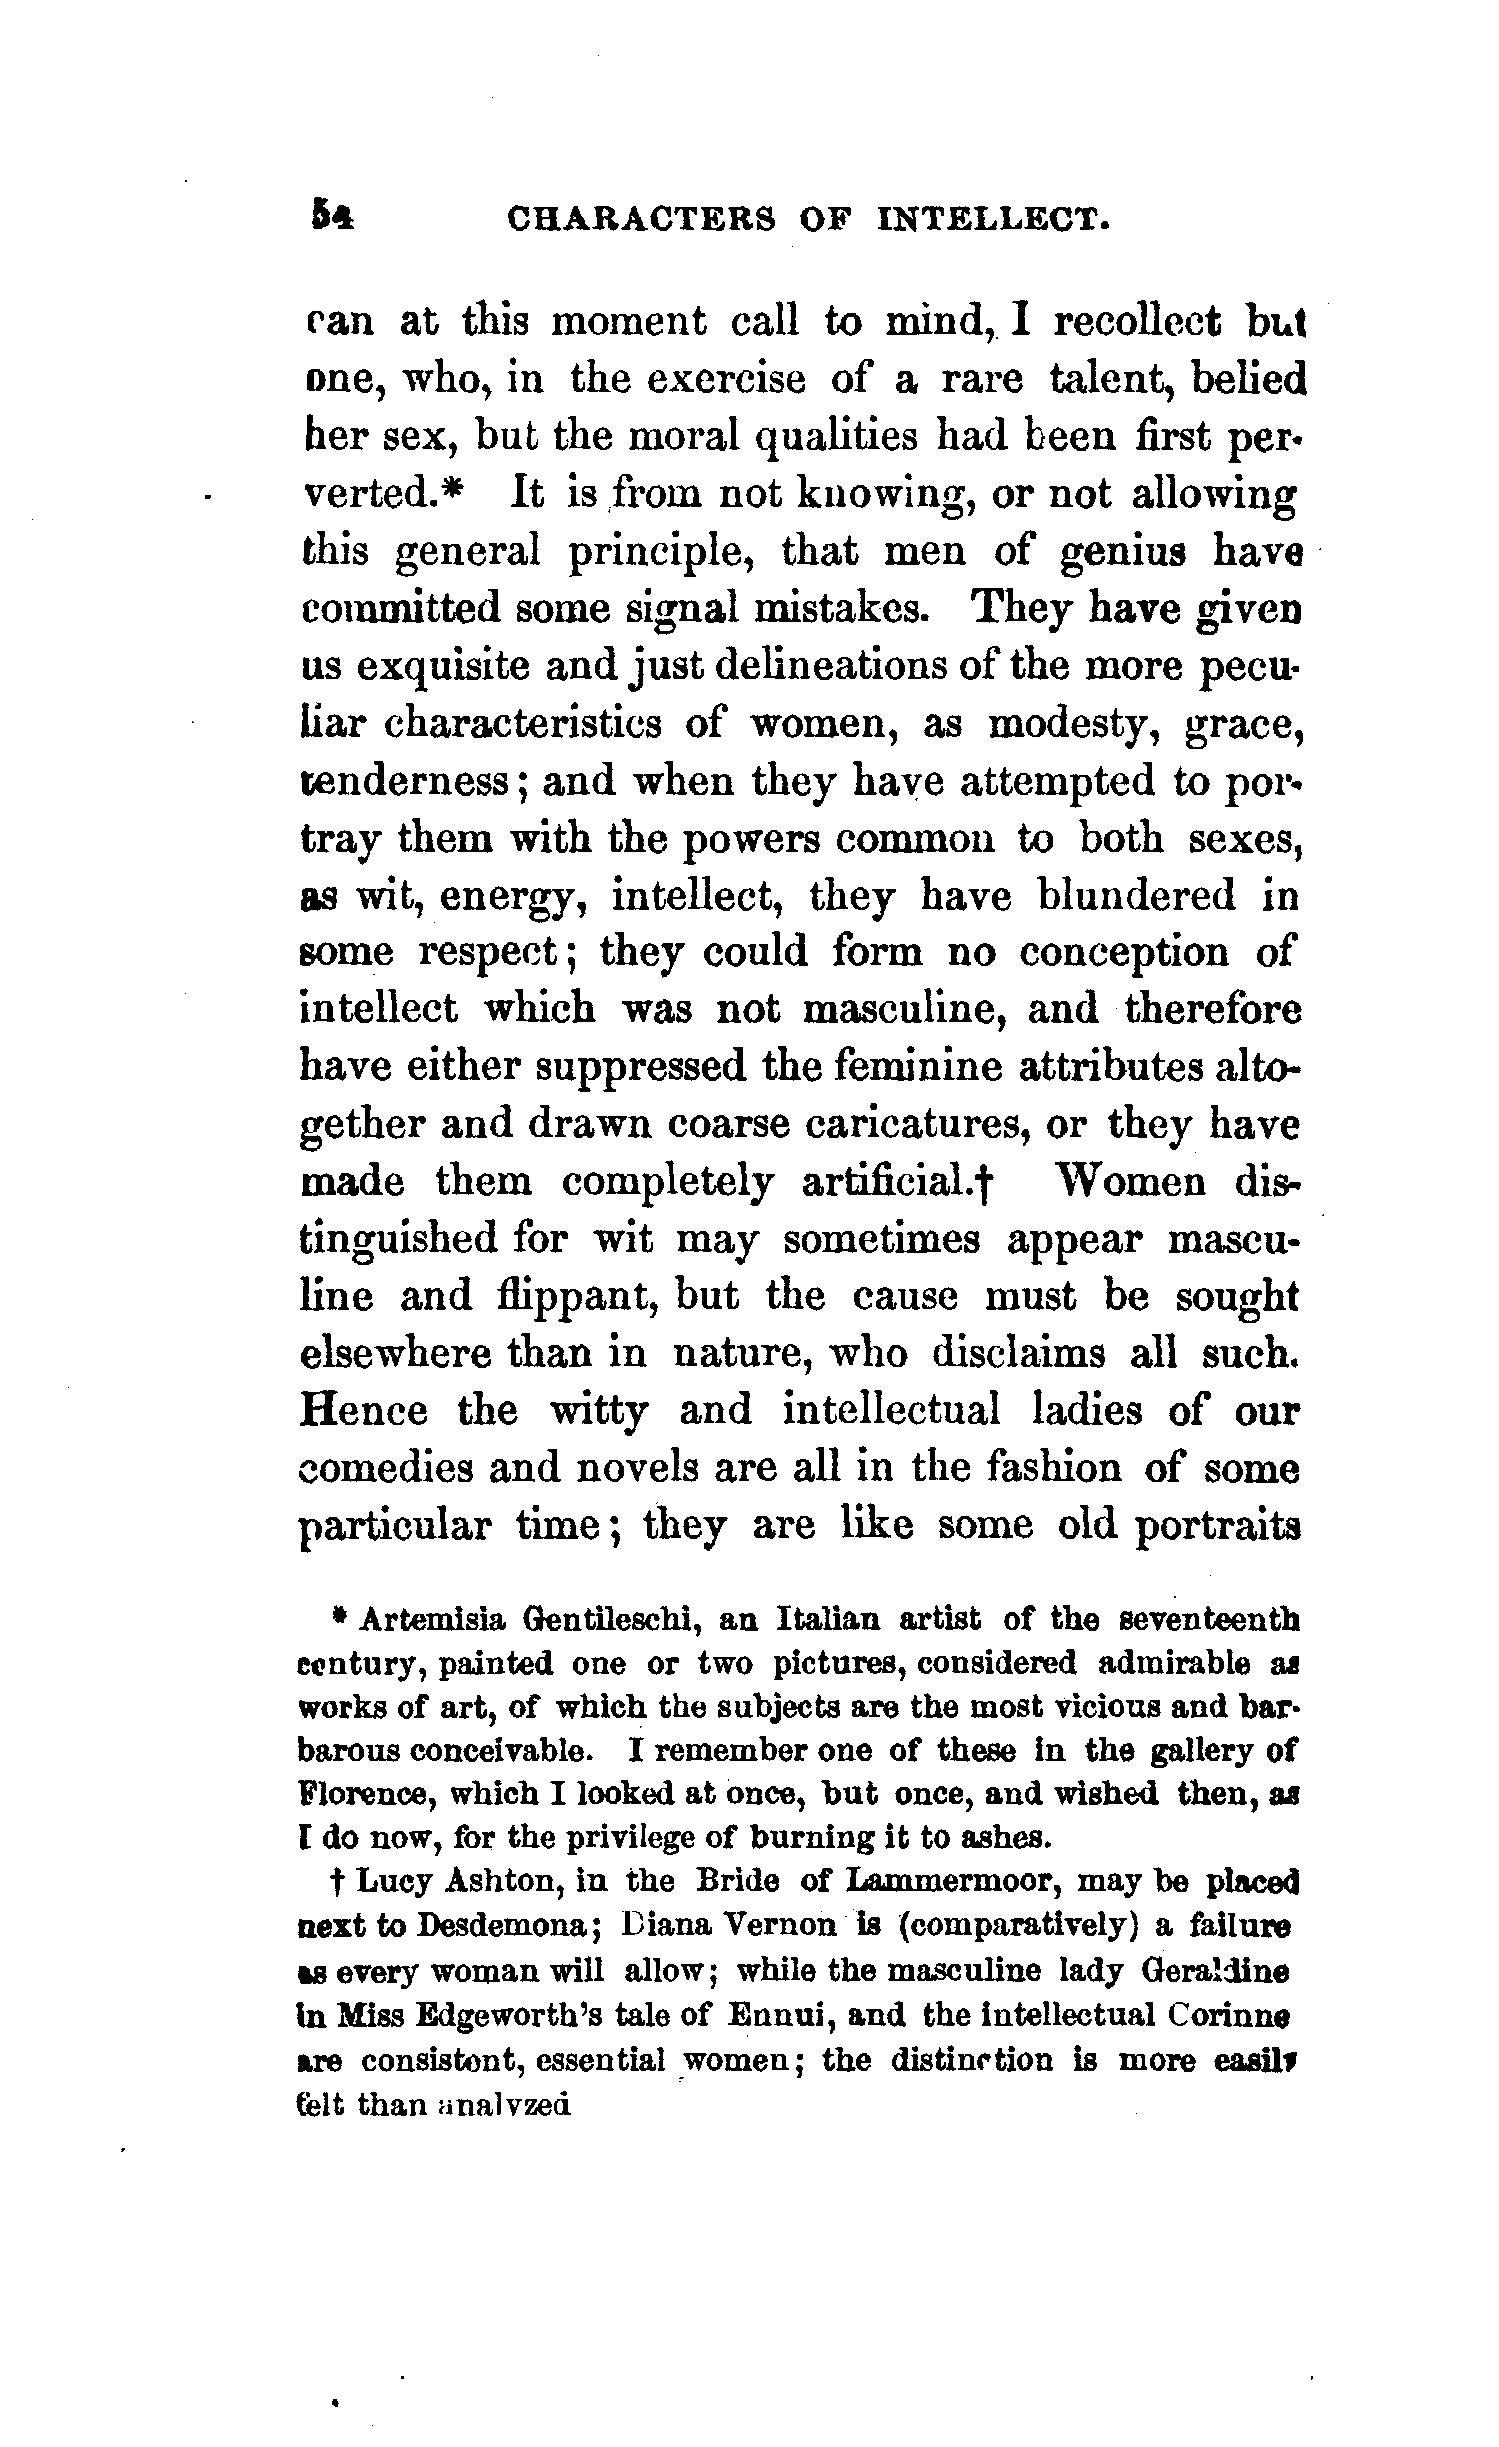 54 CHARACTERS OF INTELLECT.
can at this moment call to mind, I recollect but
one, who, in the exercise of a rare talent, belied
her sex, but the moral qualities had been first per-
verted.* It is from not knowing, or not allowing
this general principle, that men of genius have
committed some signal mistakes. They have given
us exquisite and just delineations of the more pecu-
liar characteristics of women, as modesty, grace,
tenderness; and when they have attempted to por-
tray them with the powers common to both sexes,
as wit, energy, intellect, they have blundered in
some respect; they could form no conception of
intellect which was not masculine, and therefore
have either suppressed the feminine attributes alto-
gether and drawn coarse caricatures, or they have
made them completely artificial.† Women dis-
tinguished for wit may sometimes appear mascu-
line and flippant, but the cause must be sought
elsewhere than in nature, who disclaims all such.
Hence the witty and intellectual ladies of our
comedies and novels are all in the fashion of some
particular time; they are like some old portraits
* Artemisia Gentileschi, an Italian artist of the seventeenth
century, painted one or two pictures, considered admirable as
works of art, of which the subjects are the most vicious and bar-
barous conceivable. I remember one of these in the gallery of
Florence, which I looked at once, but once, and wished then, as
I do now, for the privilege of burning it to ashes.
† Lucy Ashton, in the Bride of Lammermoor, may be placed
next to Desdemona; Diana Vernon is (comparatively) a failure
as every woman will allow; while the masculine lady Geraldine
in Miss Edgeworth's tale of Ennui, and the intellectual Corinne
are consistent, essential women; the distinction is more easily
felt than analyzed